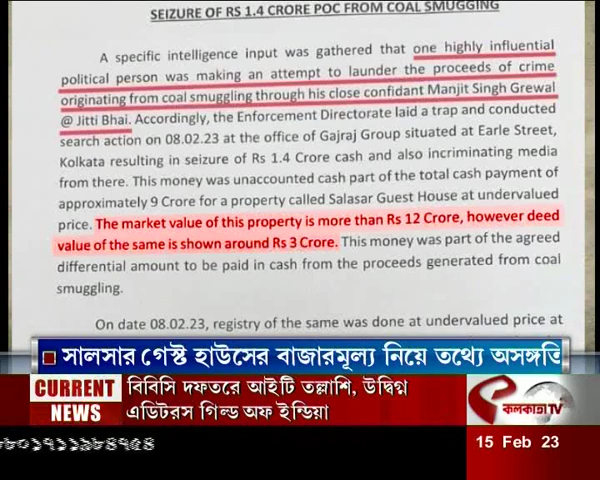 SEIZURE OF RS 1.4 CRORE POC FROM COAL SMUGGING
A specific intelligence input was gathered that one highly influential
political person was making an attempt to launder the proceeds of crime
originating from coal smuggling through his close confidant Manjit Singh Grewal
@ Jitti Bhai. Accordingly, the Enforcement Directorate laid a trap and conducted
search action on 08.02.23 at the office of Gajraj Group situated at Earle Street,
Kolkata resulting in seizure of Rs 1.4 Crore cash and also incriminating media
from there. This money was unaccounted cash part of the total cash payment of
approximately 9 Crore for a property called Salasar Guest House at undervalued
price. The market value of this property is more than Rs 12 Crore, however deed
value of the same is shown around Rs 3 Crore. This money was part of the agreed
differential amount to be paid in cash from the proceeds generated from coal
smuggling.
On date 08.02.23, registry of the same was done at undervalued price at
সালসার গেস্ট হাউসের বাজারমূল্য নিয়ে তথ্যে অসঙ্গতি
CURRENT NEWS
বিবিসি দফতরে আইটি তল্লাশি, উদ্বিগ্ন
এডিটরস গিল্ড অফ ইন্ডিয়া
কলকাতা TV
৮০১৭১১৯৮৪৭৫৪
15 Feb 23